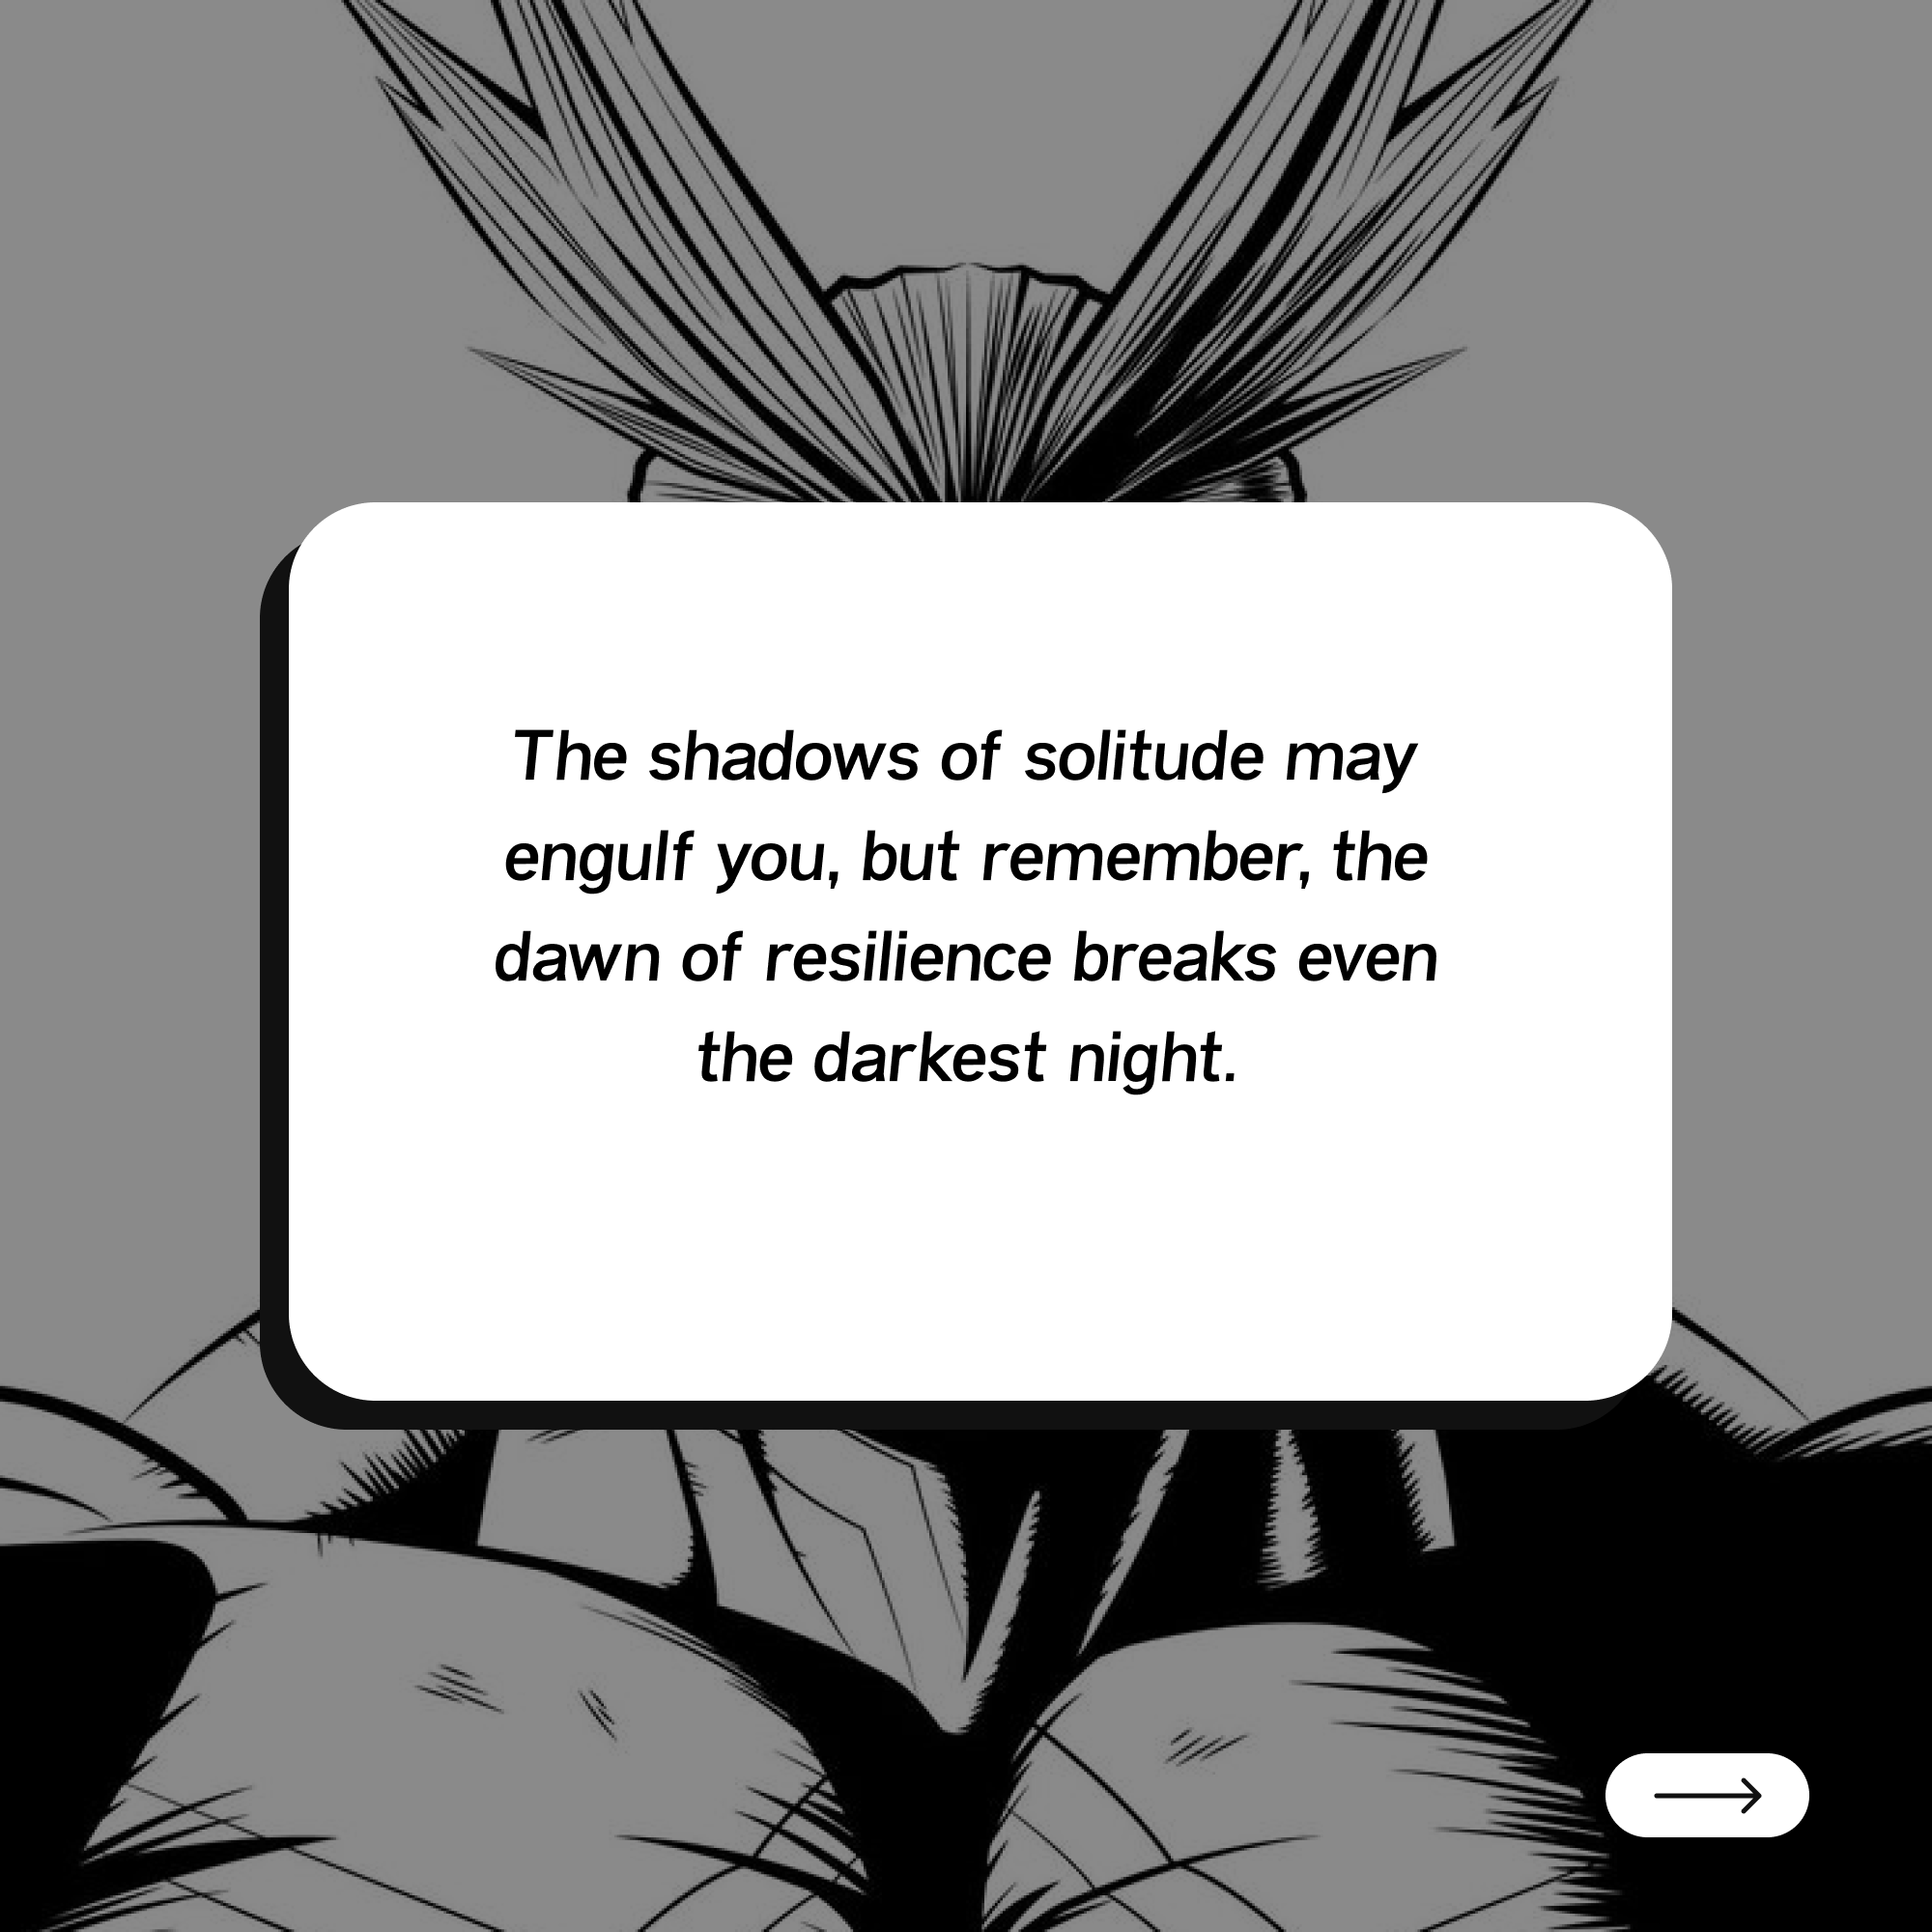 The shadows of solitude may
engulf you, but remember, the
dawn of resilience breaks even
the darkest night.